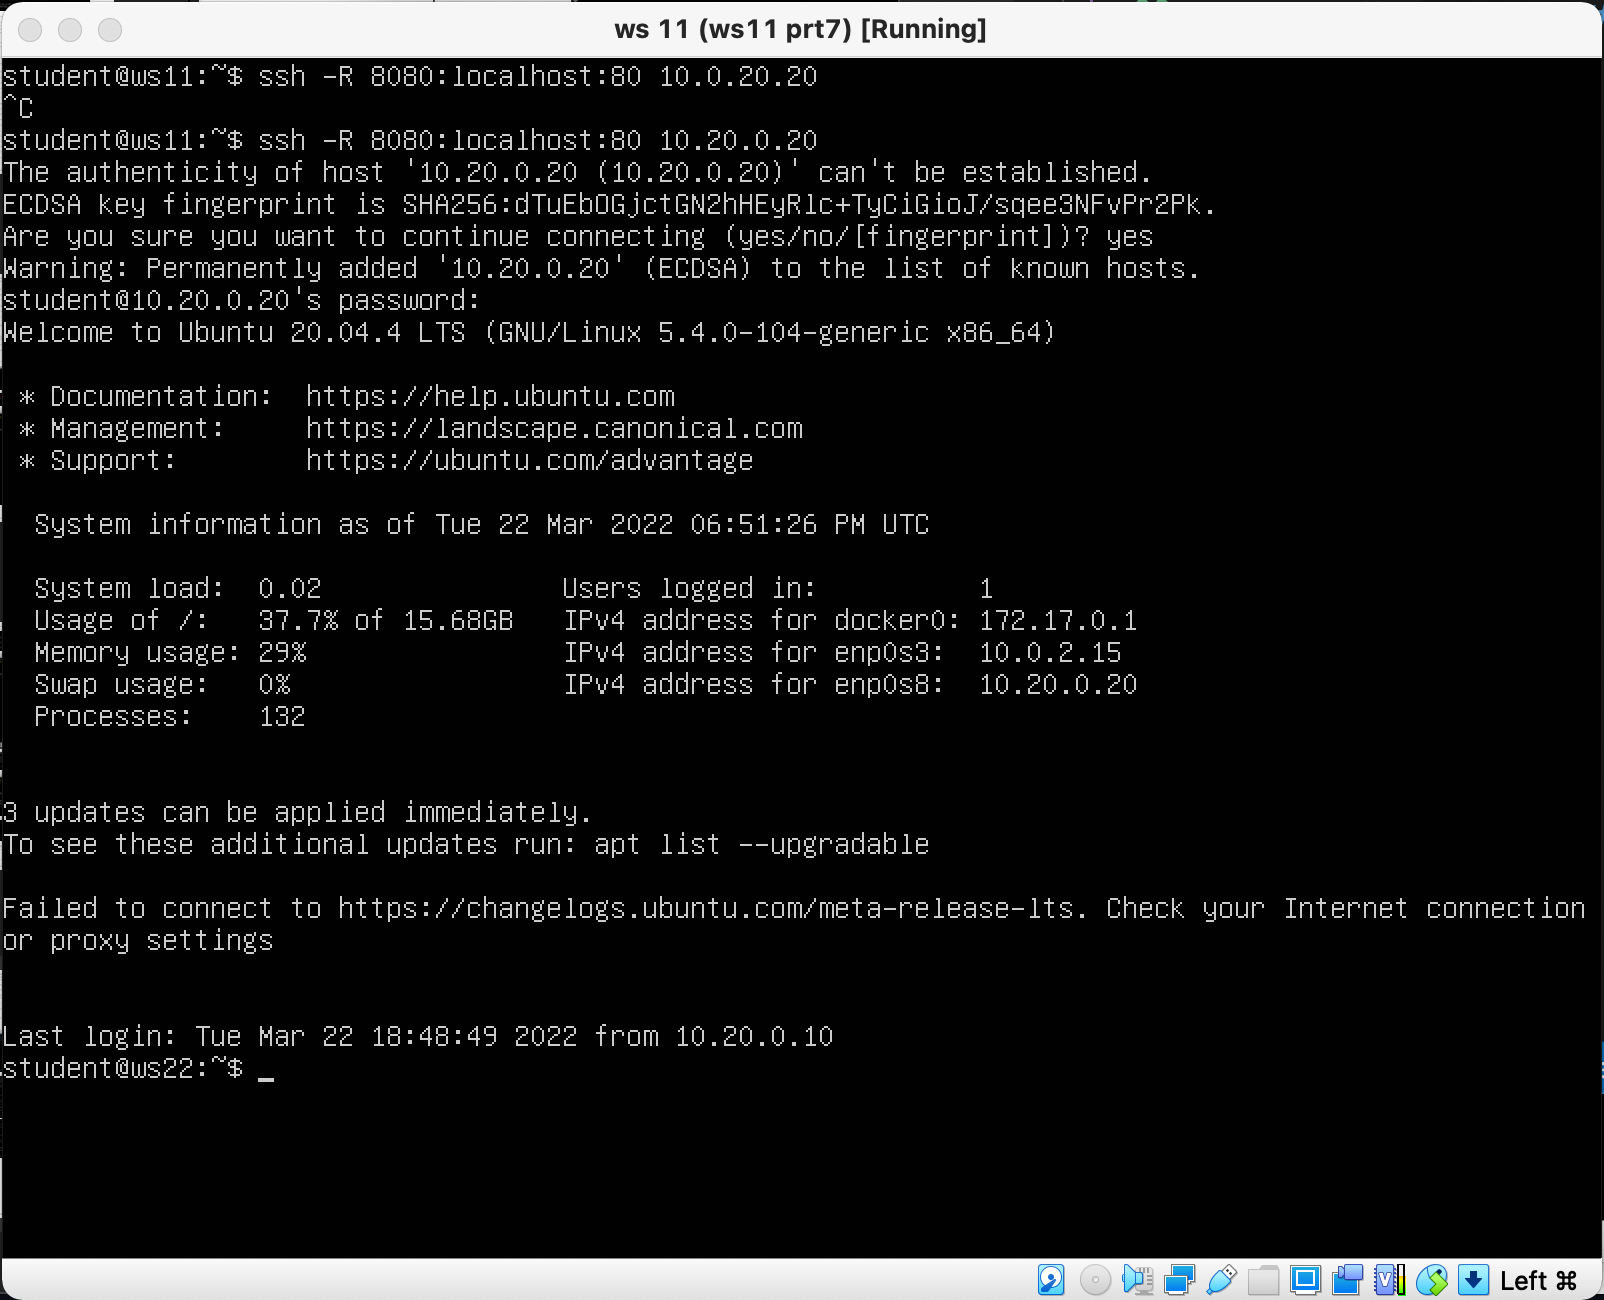 ws 11 (ws11 prt7) [Running]
student@ws11:~$ ssh -R 8080:localhost:80 10.0.20.20
^C
student@ws11:~$ ssh -R 8080:localhost:80 10.20.0.20
The authenticity of host '10.20.0.20 (10.20.0.20)' can't be established.
ECDSA key fingerprint is SHA256:dTuEbOGjctGN2hHEyRlc+TyCiGioJ/sqee3NFvPr2Pk.
Are you sure you want to continue connecting (yes/no/[fingerprint])? yes
Warning: Permanently added '10.20.0.20' (ECDSA) to the list of known hosts.
student@10.20.0.20's password:
Welcome to Ubuntu 20.04.4 LTS (GNU/Linux 5.4.0-104-generic x86_64)
* Documentation:  https://help.ubuntu.com
* Management:     https://landscape.canonical.com
* Support:        https://ubuntu.com/advantage
System information as of Tue 22 Mar 2022 06:51:26 PM UTC
System load:  0.02               Users logged in:          1
Usage of /:   37.7% of 15.68GB   IPv4 address for docker0: 172.17.0.1
Memory usage: 29%                IPv4 address for enp0s3:  10.0.2.15
Swap usage:   0%                 IPv4 address for enp0s8:  10.20.0.20
Processes:    132
3 updates can be applied immediately.
To see these additional updates run: apt list --upgradable
Failed to connect to https://changelogs.ubuntu.com/meta-release-lts. Check your Internet connection
or proxy settings
Last login: Tue Mar 22 18:48:49 2022 from 10.20.0.10
student@ws22:~$ _
Left ⌘